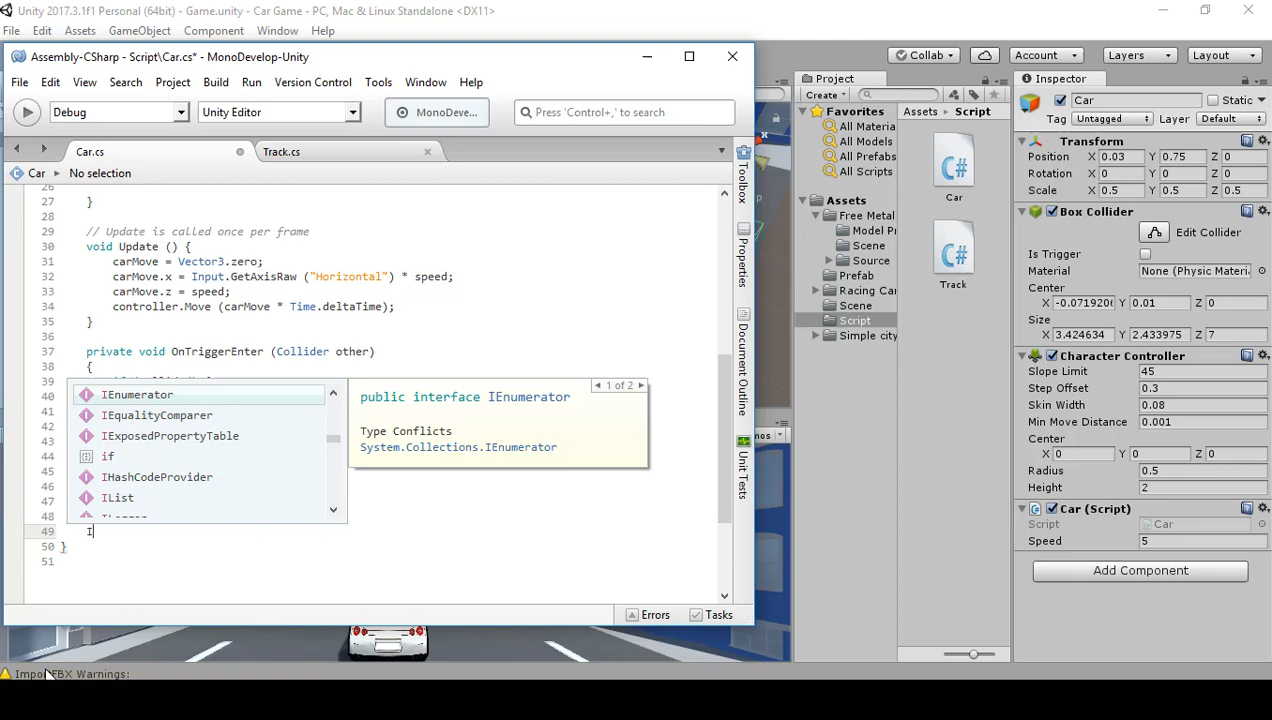 Unity 2017.3.1f1 Personal (64bit) - Game.unity - Car Game - PC, Mac & Linux Standalone <DX11>
File Edit Assets GameObject Component Window Help
Collab Account Layers Layout
Assembly-CSharp - Script\Car.cs* - MonoDevelop-Unity
File Edit View Search Project Build Run Version Control Tools Window Help
Debug Unity Editor MonoDeve... Press 'Control+,' to search
Car.cs Track.cs
Car No selection
26
27 }
28
29 // Update is called once per frame
30 void Update () {
31 carMove = Vector3.zero;
32 carMove.x = Input.GetAxisRaw ("Horizontal") * speed;
33 carMove.z = speed;
34 controller.Move (carMove * Time.deltaTime);
35 }
36
37 private void OnTriggerEnter (Collider other)
38 {
39
40
41
42
43
44
45
46
47
48
49 I
50 }
51
IEnumerator
IEqualityComparer
IExposedPropertyTable
if
IHashCodeProvider
IList
1 of 2
public interface IEnumerator
Type Conflicts
System.Collections.IEnumerator
Toolbox
Properties
Document Outline
Unit Tests
Errors Tasks
Import FBX Warnings:
Project
Create
Favorites
All Materia
All Models
All Prefabs
All Scripts
Assets
Free Metal
Model Pr
Scene
Source
Prefab
Racing Car
Scene
Script
Simple city
Assets Script
C#
Car
C#
Track
Inspector
Car Static
Tag Untagged Layer Default
Transform
Position X 0.03 Y 0.75 Z 0
Rotation X 0 Y 0 Z 0
Scale X 0.5 Y 0.5 Z 0.5
Box Collider
Edit Collider
Is Trigger
Material None (Physic Materi
Center
X -0.071920 Y 0.01 Z 0
Size
X 3.424634 Y 2.433975 Z 7
Character Controller
Slope Limit 45
Step Offset 0.3
Skin Width 0.08
Min Move Distance 0.001
Center
X 0 Y 0 Z 0
Radius 0.5
Height 2
Car (Script)
Script Car
Speed 5
Add Component